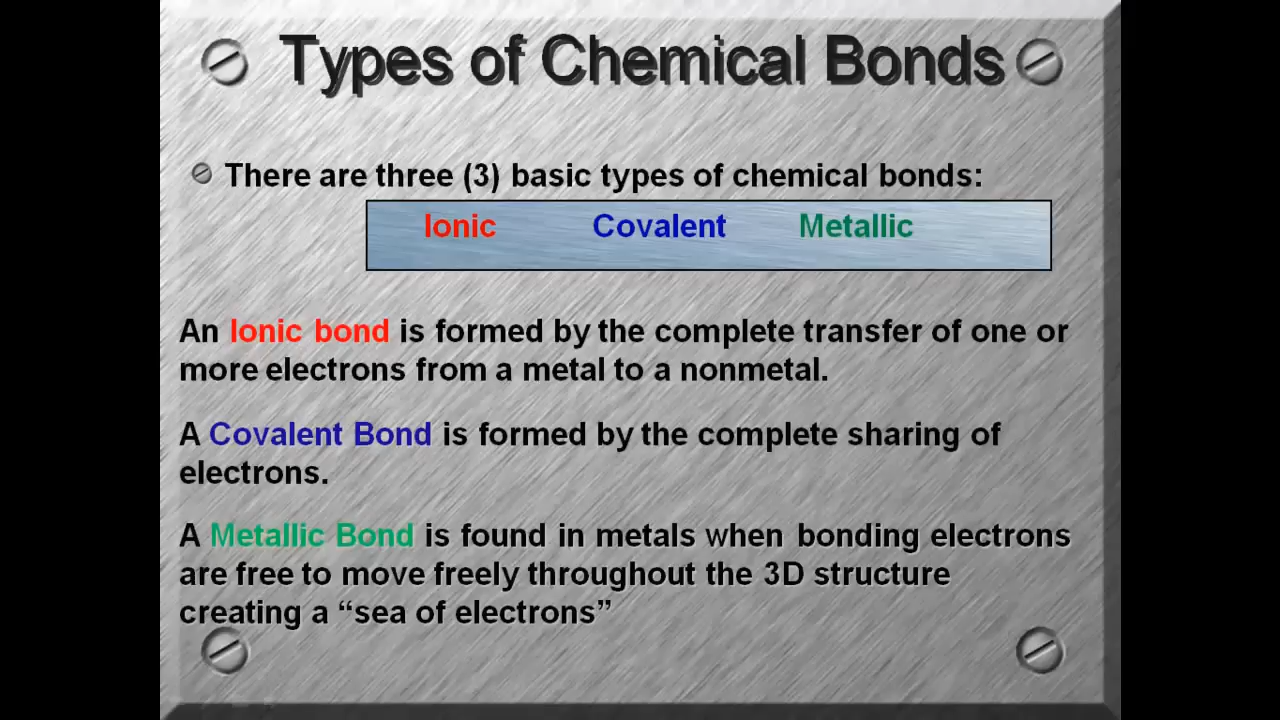 Types of Chemical Bonds
There are three (3) basic types of chemical bonds:
Ionic Covalent Metallic
An Ionic bond is formed by the complete transfer of one or
more electrons from a metal to a nonmetal.
A Covalent Bond is formed by the complete sharing of
electrons.
A Metallic Bond is found in metals when bonding electrons
are free to move freely throughout the 3D structure
creating a “sea of electrons”